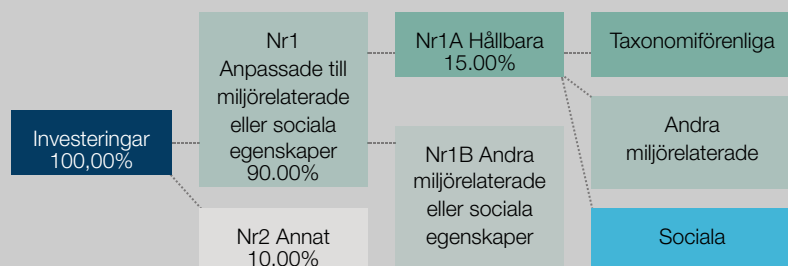 Investeringar
100,00%
Nr1
Anpassade till
miljörelaterade
eller sociala
egenskaper
90.00%
Nr2 Annat
10.00%
Nr1A Hållbara
15.00%
Nr1B Andra
miljörelaterade
eller sociala
egenskaper
Taxonomiförenliga
Andra
miljörelaterade
Sociala